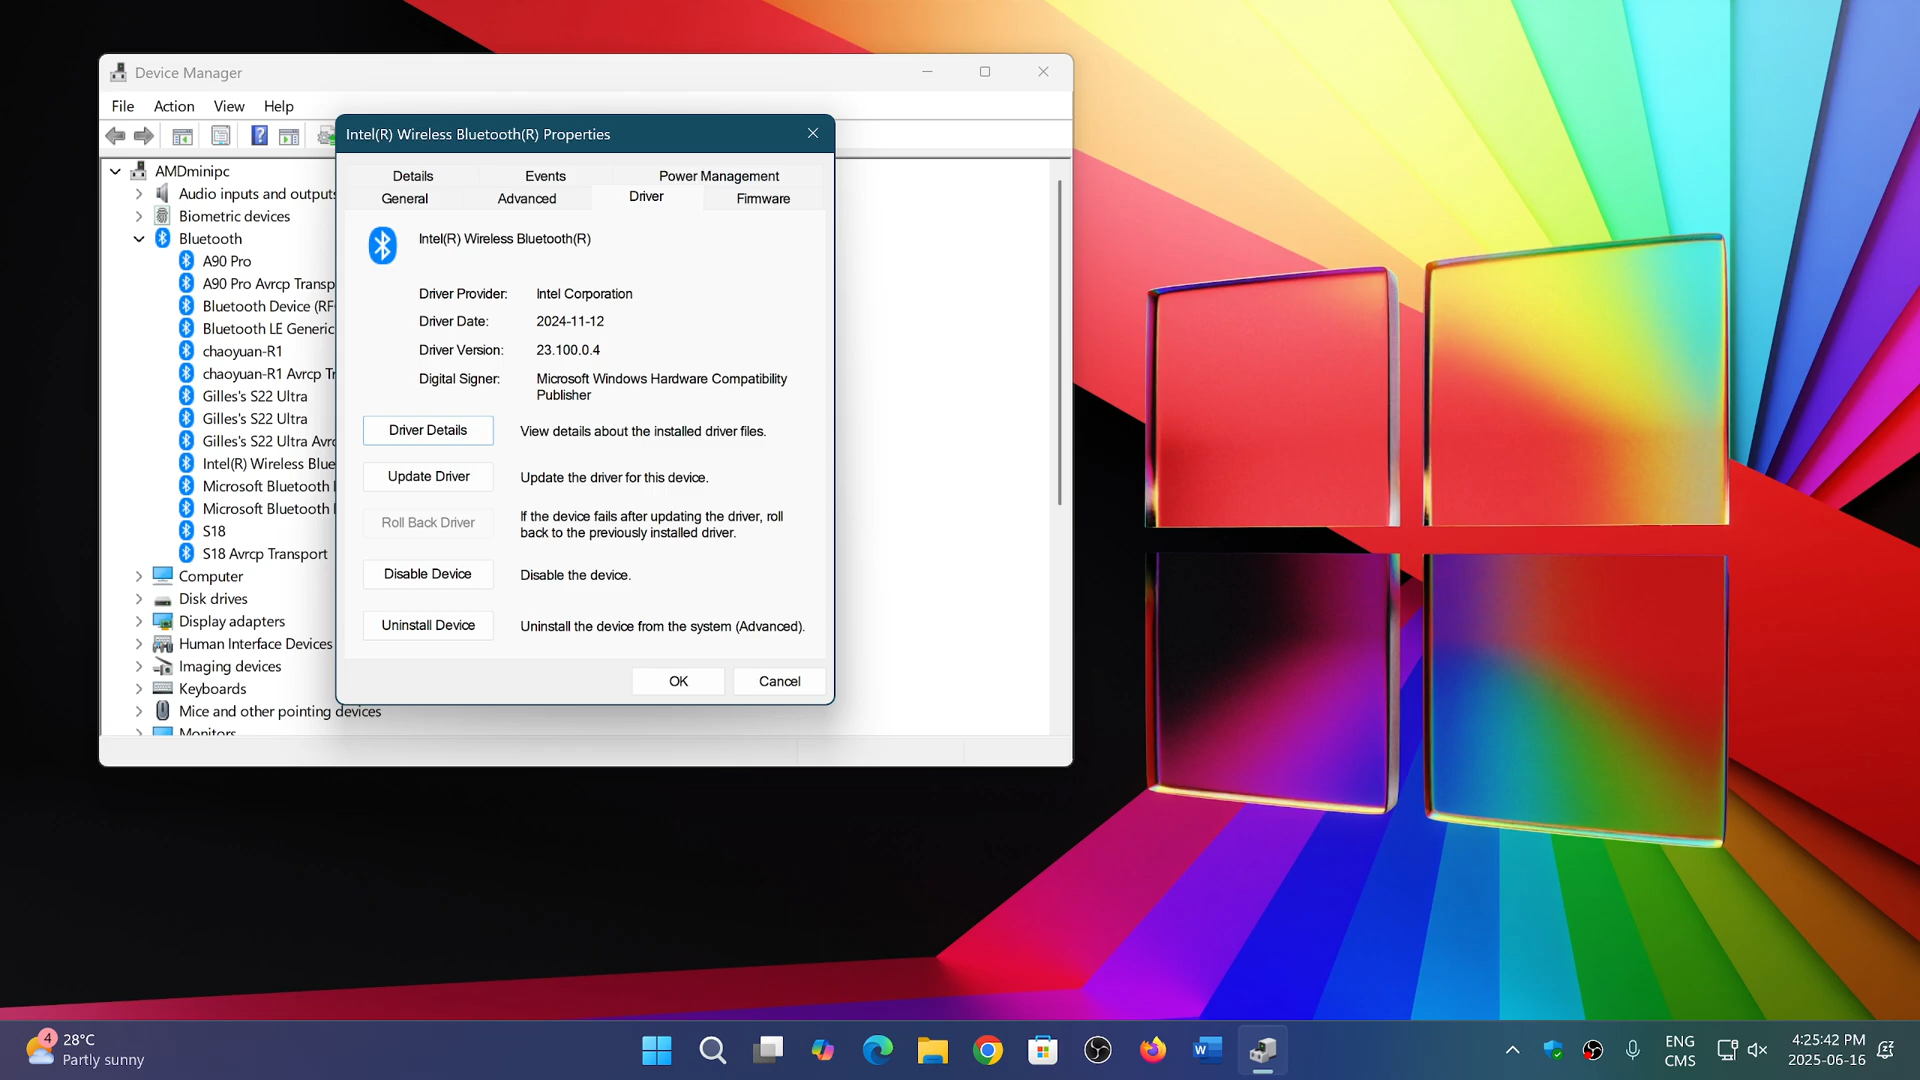 Device Manager
File Action View Help
AMDminipc
Audio inputs and outputs
Biometric devices
Bluetooth
A90 Pro
A90 Pro Avrcp Transp
Bluetooth Device (RF
Bluetooth LE Generic
chaoyuan-R1
chaoyuan-R1 Avrcp Tr
Gilles's S22 Ultra
Gilles's S22 Ultra
Gilles's S22 Ultra Avrc
Intel(R) Wireless Blue
Microsoft Bluetooth
Microsoft Bluetooth
S18
S18 Avrcp Transport
Computer
Disk drives
Display adapters
Human Interface Devices
Imaging devices
Keyboards
Mice and other pointing devices
Monitors
Intel(R) Wireless Bluetooth(R) Properties
Details Events Power Management
General Advanced Driver Firmware
Intel(R) Wireless Bluetooth(R)
Driver Provider: Intel Corporation
Driver Date: 2024-11-12
Driver Version: 23.100.0.4
Digital Signer: Microsoft Windows Hardware Compatibility
Publisher
Driver Details View details about the installed driver files.
Update Driver Update the driver for this device.
Roll Back Driver If the device fails after updating the driver, roll
back to the previously installed driver.
Disable Device Disable the device.
Uninstall Device Uninstall the device from the system (Advanced).
OK Cancel
4 28°C
Partly sunny
W
ENG
CMS
4:25:42 PM
2025-06-16